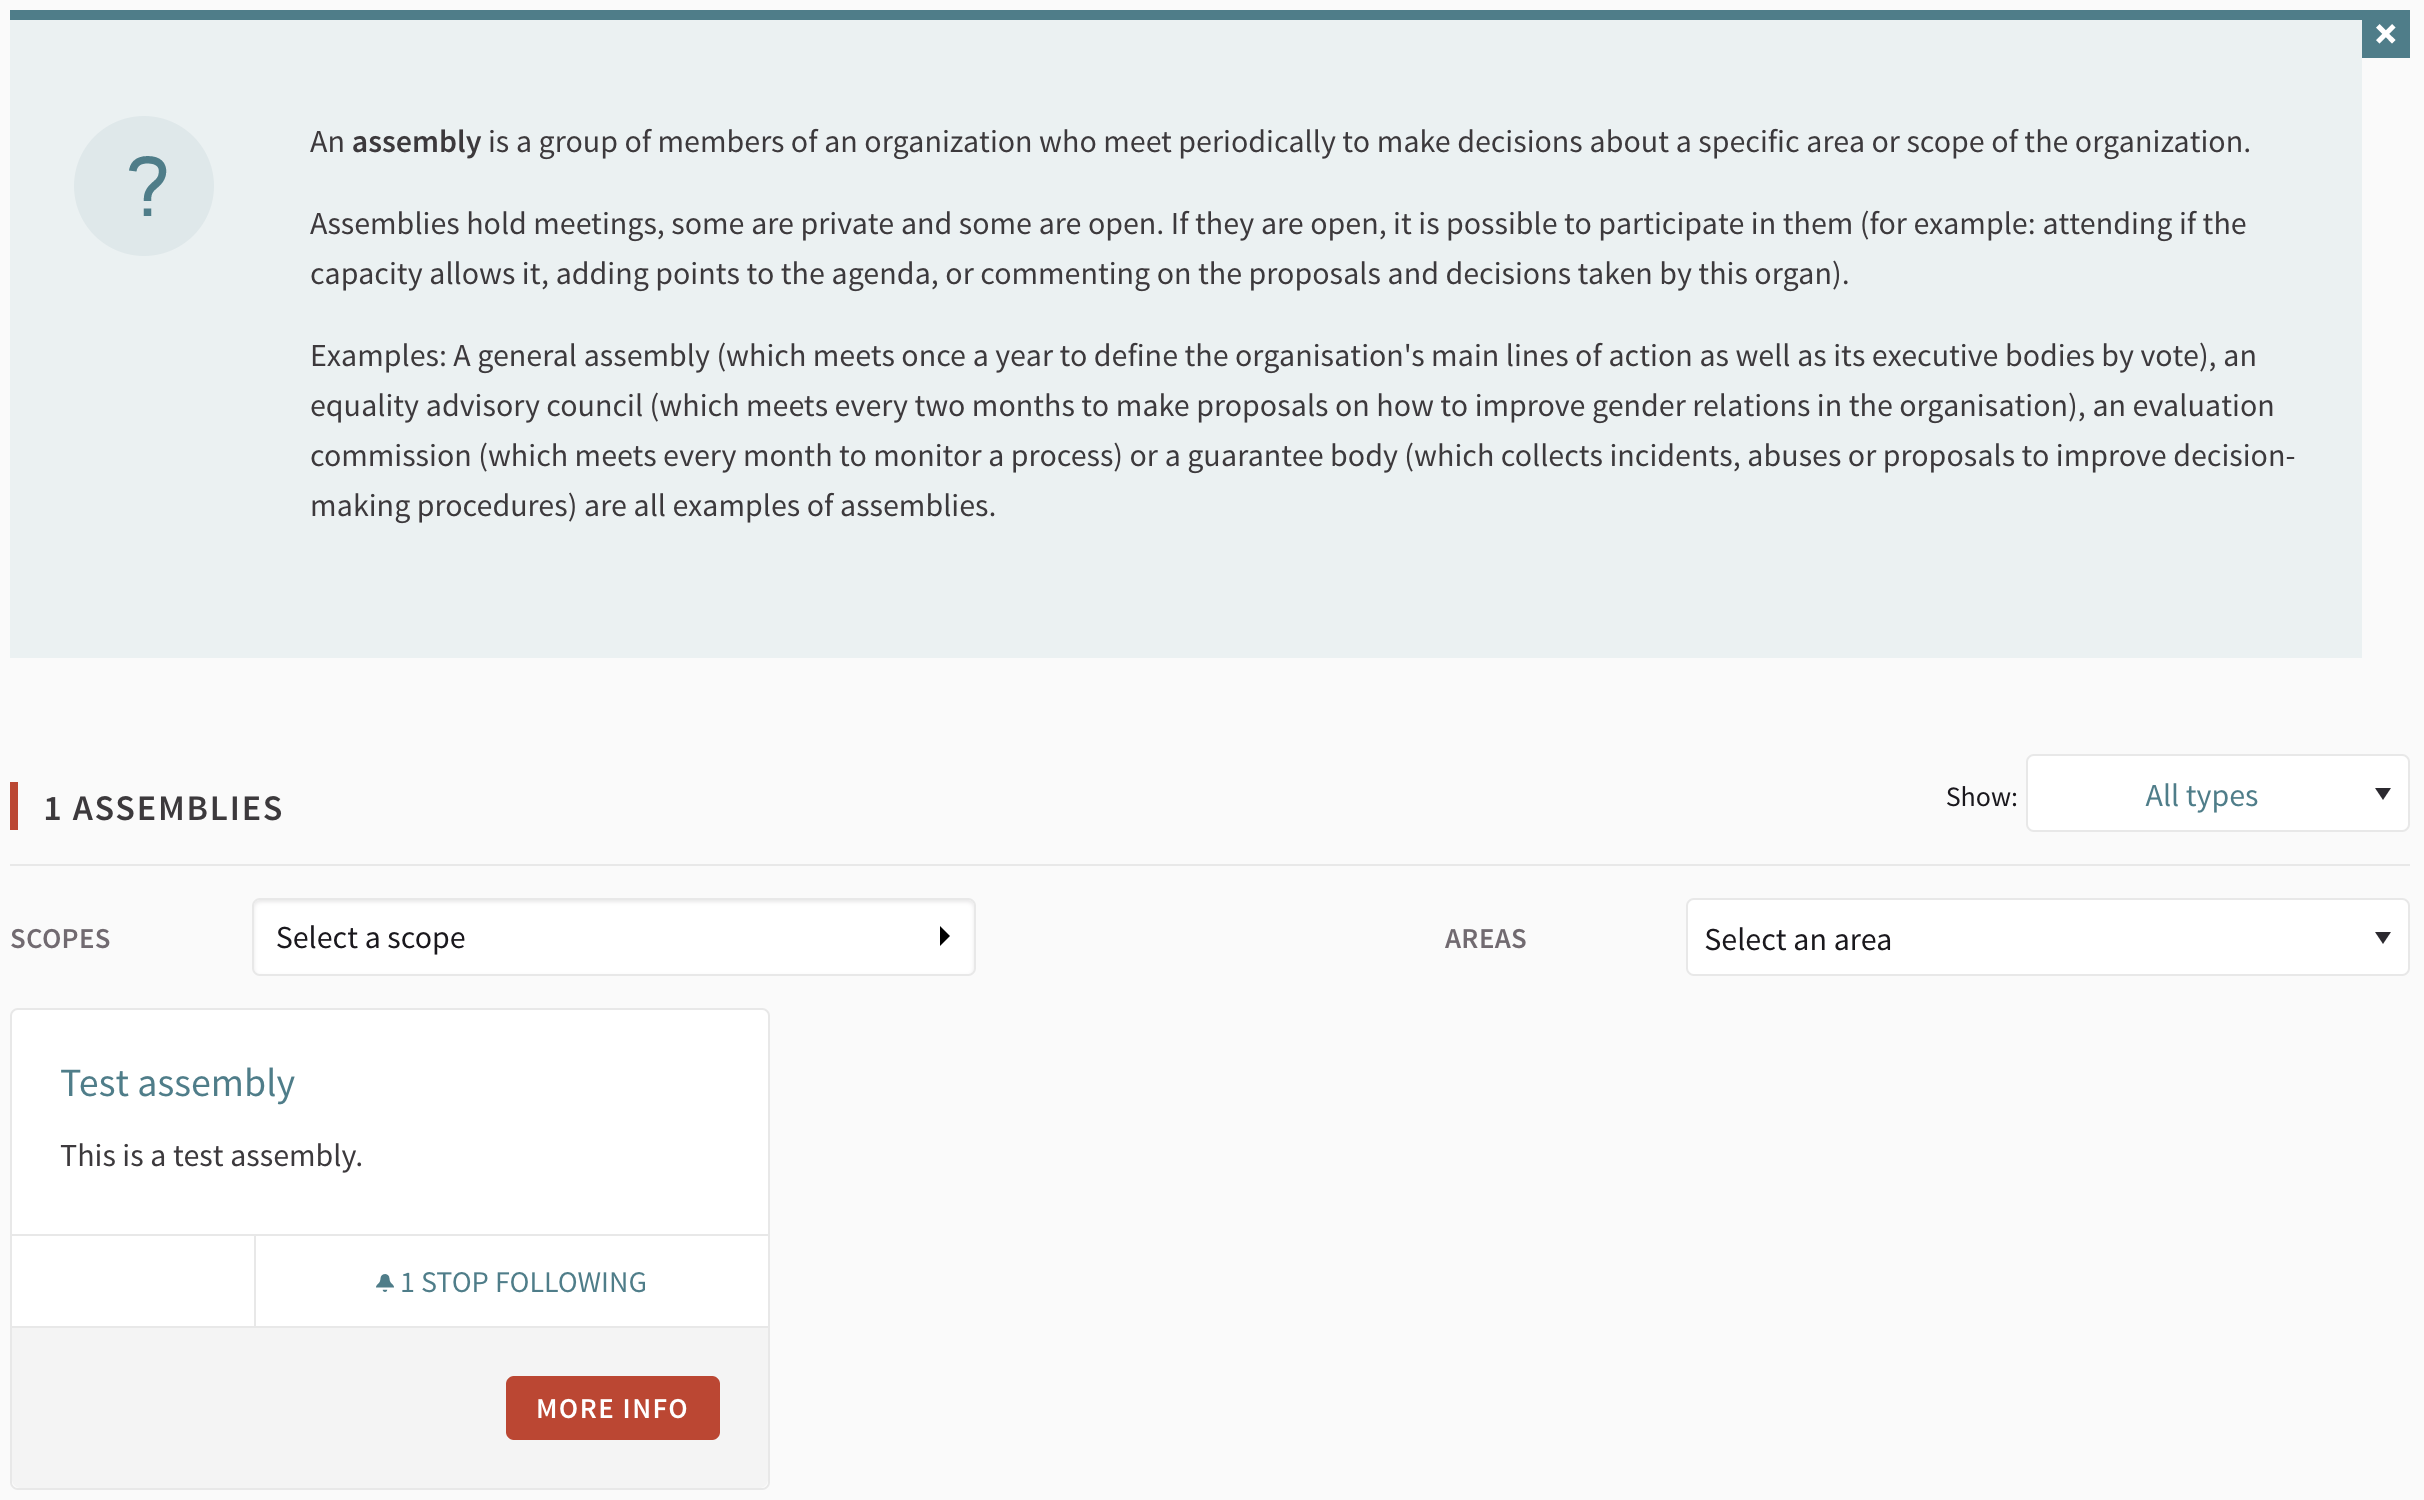 ?
An assembly is a group of members of an organization who meet periodically to make decisions about a specific area or scope of the organization.
Assemblies hold meetings, some are private and some are open. If they are open, it is possible to participate in them (for example: attending if the
capacity allows it, adding points to the agenda, or commenting on the proposals and decisions taken by this organ).
Examples: A general assembly (which meets once a year to define the organisation's main lines of action as well as its executive bodies by vote), an
equality advisory council (which meets every two months to make proposals on how to improve gender relations in the organisation), an evaluation
commission (which meets every month to monitor a process) or a guarantee body (which collects incidents, abuses or proposals to improve decision-
making procedures) are all examples of assemblies.
1 ASSEMBLIES
Show: All types
SCOPES Select a scope AREAS Select an area
Test assembly
This is a test assembly.
1 STOP FOLLOWING
MORE INFO